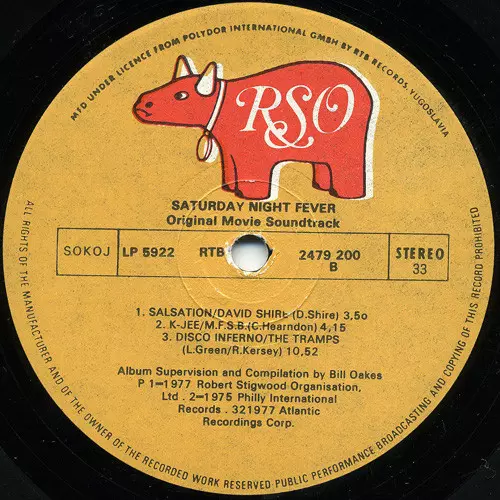 MFD UNDER LICENCE FROM POLYDOR INTERNATIONAL GMBH BY RTB RECORDS, YUGOSLAVIA
RSO
SATURDAY NIGHT FEVER
Original Movie Soundtrack
SOKOJ LP 5922 RTB 2479 200 STEREO
B 33
1. SALSATION/DAVID SHIRE (D.Shire) 3,5o
2. K-JEE/M.F.S.B.(C.Hearndon) 4,15
3. DISCO INFERNO/THE TRAMPS
(L.Green/R.Kersey) 10,52
Album Supervision and Compilation by Bill Oakes
P 1—1977 Robert Stigwood Organisation,
Ltd . 2—1975 Philly International
Records . 321977 Atlantic
Recordings Corp.
ALL RIGHTS OF THE MANUFACTURER AND OF THE OWNER OF THE RECORDED WORK RESERVED PUBLIC PERFORMANCE BROADCASTING AND COPYING OF THIS RECORD PROHIBITED